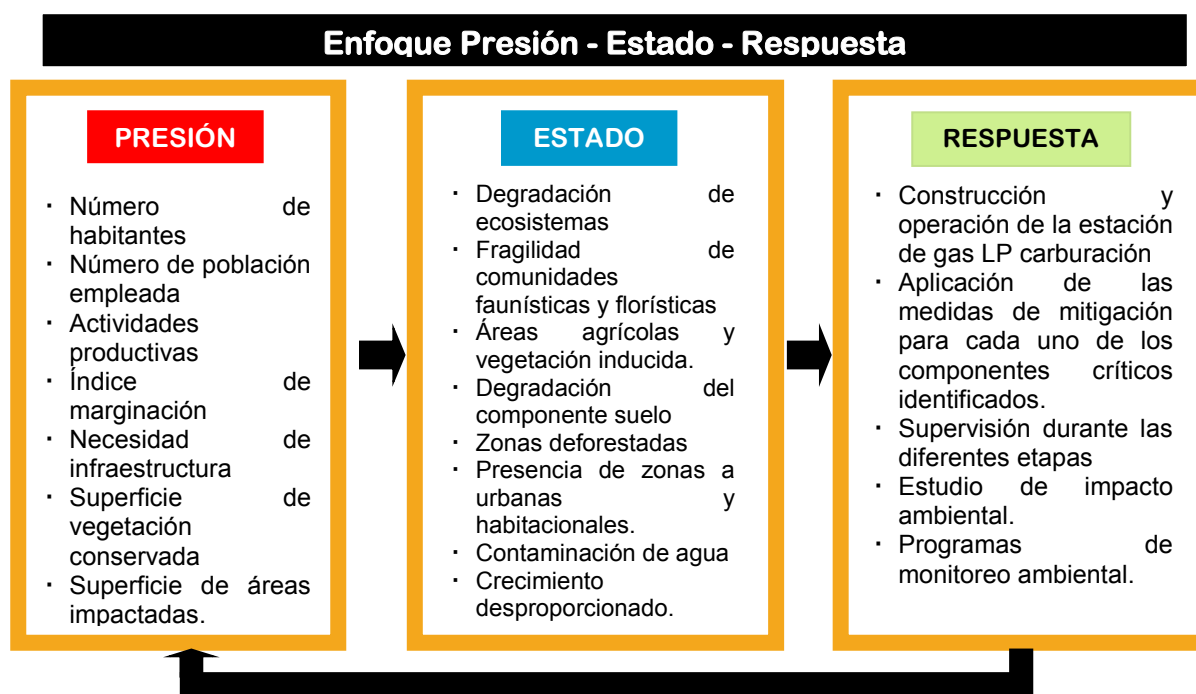 Enfoque Presión - Estado - Respuesta
PRESIÓN
· Número de
habitantes
· Número de población
empleada
· Actividades
productivas
· Índice de
marginación
· Necesidad de
infraestructura
· Superficie de
vegetación
conservada
· Superficie de áreas
impactadas.
ESTADO
· Degradación de
ecosistemas
· Fragilidad de
comunidades
faunísticas y florísticas
· Áreas agrícolas y
vegetación inducida.
· Degradación del
componente suelo
· Zonas deforestadas
· Presencia de zonas a
urbanas y
habitacionales.
· Contaminación de agua
· Crecimiento
desproporcionado.
RESPUESTA
· Construcción y
operación de la estación
de gas LP carburación
· Aplicación de las
medidas de mitigación
para cada uno de los
componentes críticos
identificados.
· Supervisión durante las
diferentes etapas
· Estudio de impacto
ambiental.
· Programas de
monitoreo ambiental.